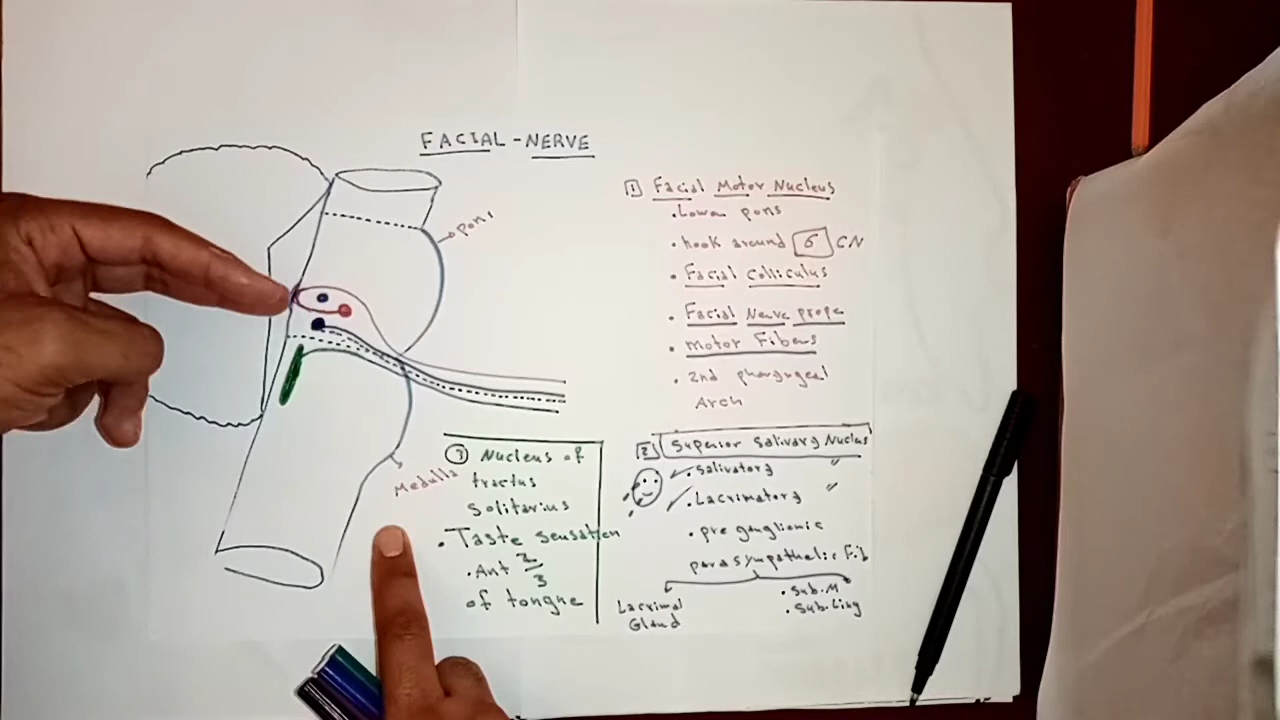 FACIAL - NERVE
pons
Medulla
1 Facial Motor Nucleus
. Lower pons
. hook around 6 CN
. Facial colliculus
. Facial Nerve prope
. Motor Fibers
. 2nd pharyngeal
Arch
2 Superior Salivary Nucleus
. Salivatory "
. Lacrimatory "
. pre ganglionic
parasympathetic Fib
Lacrimal
Gland
. Sub.M
. Sub.Ling
3 Nucleus of
tractus
Solitarius
. Taste sensation
. Ant 2/3
of tongue